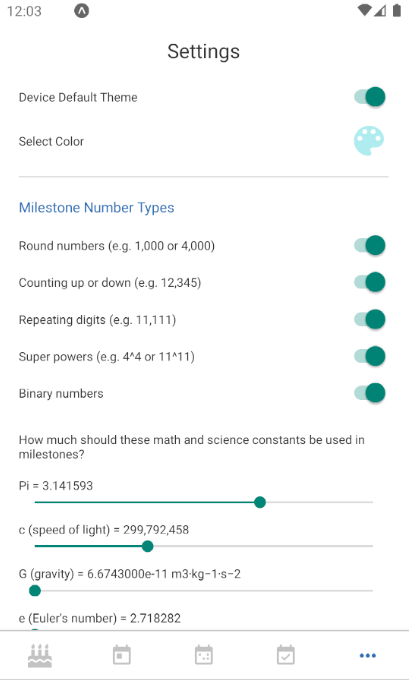 12:03
Settings
Device Default Theme
Select Color
Milestone Number Types
Round numbers (e.g. 1,000 or 4,000)
Counting up or down (e.g. 12,345)
Repeating digits (e.g. 11,111)
Super powers (e.g. 4^4 or 11^11)
Binary numbers
How much should these math and science constants be used in
milestones?
Pi = 3.141593
c (speed of light) = 299,792,458
G (gravity) = 6.6743000e-11 m3·kg−1·s−2
e (Euler's number) = 2.718282